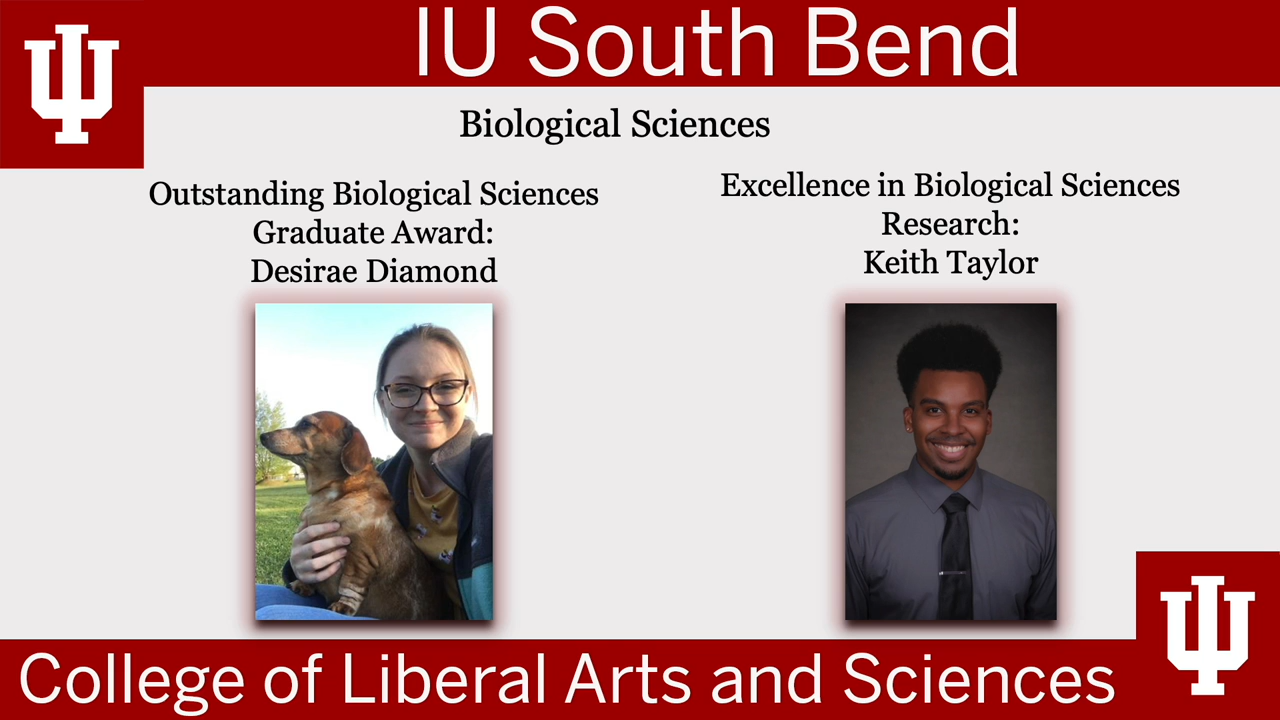 IU South Bend
Biological Sciences
Outstanding Biological Sciences
Graduate Award:
Desirae Diamond
Excellence in Biological Sciences
Research:
Keith Taylor
College of Liberal Arts and Sciences